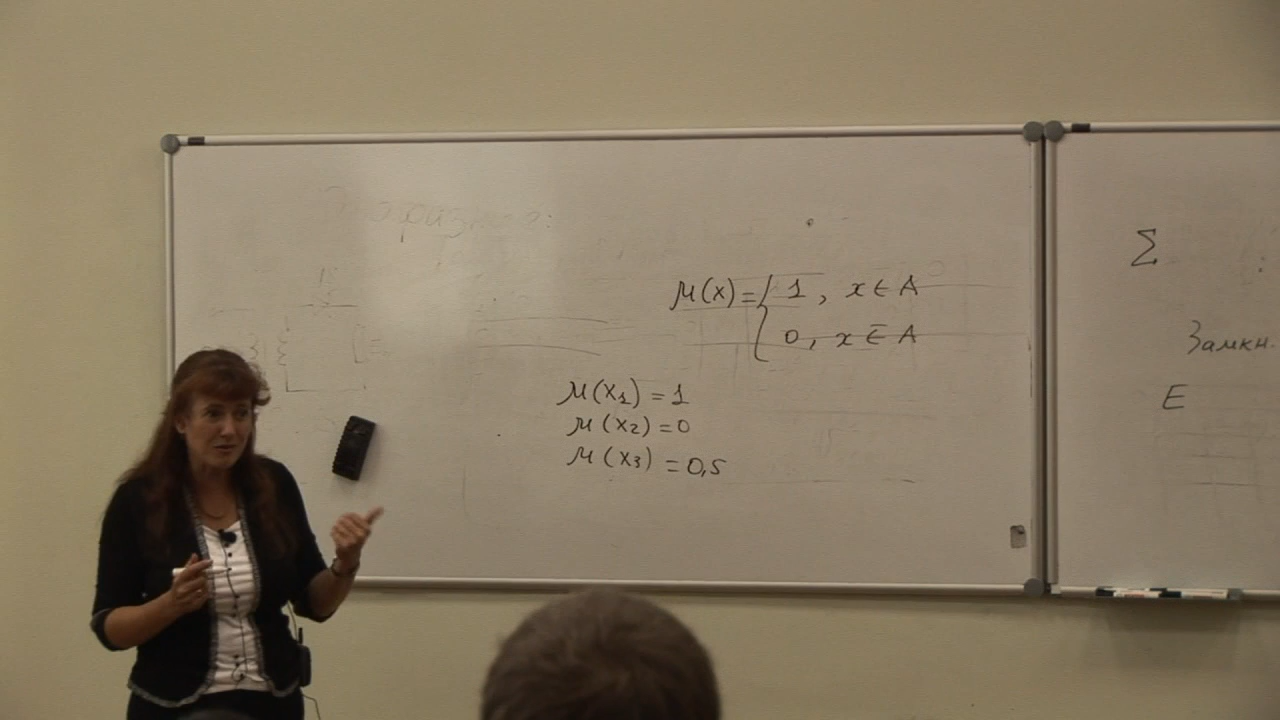 μ(x) = { 1, x ∈ A
0, x ∈̅ A
μ(x₁) = 1
μ(x₂) = 0
μ(x₃) = 0,5
Σ
Замкн.
E